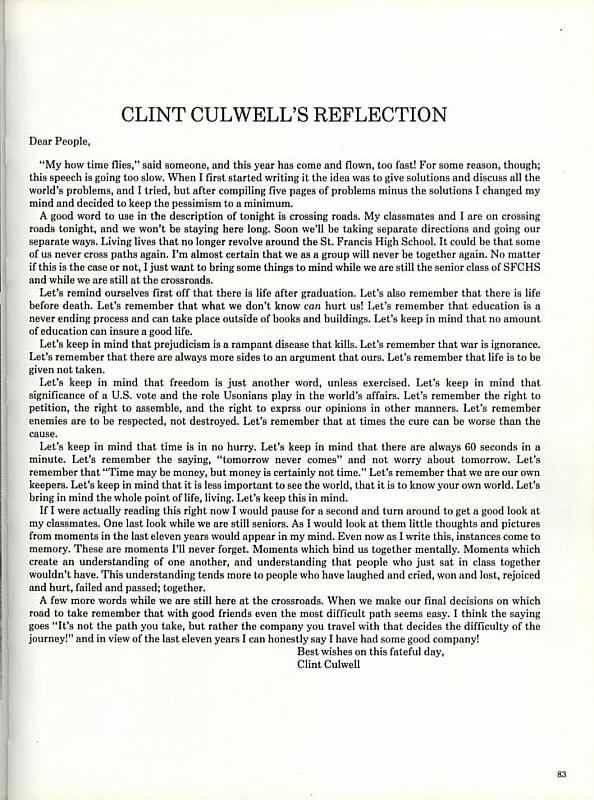 CLINT CULWELL'S REFLECTION
Dear People,
"My how time flies," said someone, and this year has come and flown, too fast! For some reason, though;
this speech is going too slow. When I first started writing it the idea was to give solutions and discuss all the
world's problems, and I tried, but after compiling five pages of problems minus the solutions I changed my
mind and decided to keep the pessimism to a minimum.
A good word to use in the description of tonight is crossing roads. My classmates and I are on crossing
roads tonight, and we won't be staying here long. Soon we'll be taking separate directions and going our
separate ways. Living lives that no longer revolve around the St. Francis High School. It could be that some
of us never cross paths again. I'm almost certain that we as a group will never be together again. No matter
if this is the case or not, I just want to bring some things to mind while we are still the senior class of SFCHS
and while we are still at the crossroads.
Let's remind ourselves first off that there is life after graduation. Let's also remember that there is life
before death. Let's remember that what we don't know can hurt us! Let's remember that education is a
never ending process and can take place outside of books and buildings. Let's keep in mind that no amount
of education can insure a good life.
Let's keep in mind that prejudicism is a rampant disease that kills. Let's remember that war is ignorance.
Let's remember that there are always more sides to an argument that ours. Let's remember that life is to be
given not taken.
Let's keep in mind that freedom is just another word, unless exercised. Let's keep in mind that
significance of a U.S. vote and the role Usonians play in the world's affairs. Let's remember the right to
petition, the right to assemble, and the right to exprss our opinions in other manners. Let's remember
enemies are to be respected, not destroyed. Let's remember that at times the cure can be worse than the
cause.
Let's keep in mind that time is in no hurry. Let's keep in mind that there are always 60 seconds in a
minute. Let's remember the saying, "tomorrow never comes" and not worry about tomorrow. Let's
remember that "Time may be money, but money is certainly not time." Let's remember that we are our own
keepers. Let's keep in mind that it is less important to see the world, that it is to know your own world. Let's
bring in mind the whole point of life, living. Let's keep this in mind.
If I were actually reading this right now I would pause for a second and turn around to get a good look at
my classmates. One last look while we are still seniors. As I would look at them little thoughts and pictures
from moments in the last eleven years would appear in my mind. Even now as I write this, instances come to
memory. These are moments I'll never forget. Moments which bind us together mentally. Moments which
create an understanding of one another, and understanding that people who just sat in class together
wouldn't have. This understanding tends more to people who have laughed and cried, won and lost, rejoiced
and hurt, failed and passed; together.
A few more words while we are still here at the crossroads. When we make our final decisions on which
road to take remember that with good friends even the most difficult path seems easy. I think the saying
goes "It's not the path you take, but rather the company you travel with that decides the difficulty of the
journey!" and in view of the last eleven years I can honestly say I have had some good company!
Best wishes on this fateful day,
Clint Culwell
83